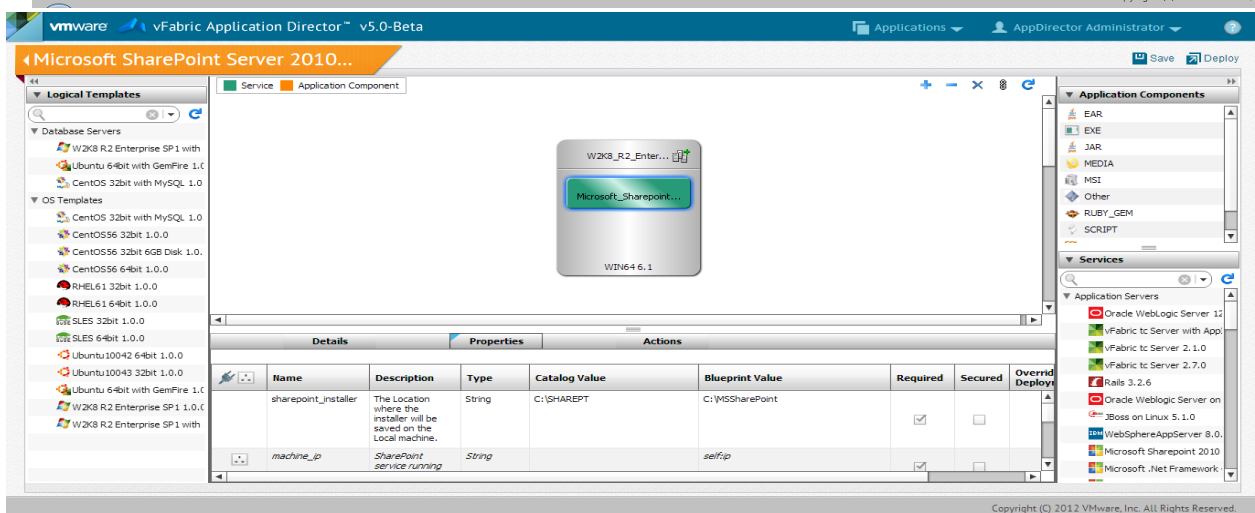 vmware vFabric Application Director™ v5.0-Beta
Applications
AppDirector Administrator
?
Microsoft SharePoint Server 2010...
Save
Deploy
Logical Templates
Database Servers
W2K8 R2 Enterprise SP1 with
Ubuntu 64bit with GemFire 1.0
CentOS 32bit with MySQL 1.0
OS Templates
CentOS 32bit with MySQL 1.0
CentOS56 32bit 1.0.0
CentOS56 32bit 6GB Disk 1.0.
CentOS56 64bit 1.0.0
RHEL61 32bit 1.0.0
RHEL61 64bit 1.0.0
SLES 32bit 1.0.0
SLES 64bit 1.0.0
Ubuntu10042 64bit 1.0.0
Ubuntu10043 32bit 1.0.0
Ubuntu 64bit with GemFire 1.0
W2K8 R2 Enterprise SP1 1.0.0
W2K8 R2 Enterprise SP1 with
Service
Application Component
W2K8_R2_Enter...
Microsoft_Sharepoint...
WIN64 6.1
Details
Properties
Actions
Name Description Type Catalog Value Blueprint Value Required Secured Overrid
Deploy
sharepoint_installer The Location String C:\SHAREPT C:\MSSharePoint
where the
installer will be
saved on the
Local machine.
machine_ip SharePoint String self:ip
service running
Application Components
EAR
EXE
JAR
MEDIA
MSI
Other
RUBY_GEM
SCRIPT
Services
Application Servers
Oracle WebLogic Server 12
vFabric tc Server with App
vFabric tc Server 2.1.0
vFabric tc Server 2.7.0
Rails 3.2.6
Oracle Weblogic Server on
JBoss on Linux 5.1.0
WebSphereAppServer 8.0.
Microsoft Sharepoint 2010
Microsoft .Net Framework
Copyright (C) 2012 VMware, Inc. All Rights Reserved.